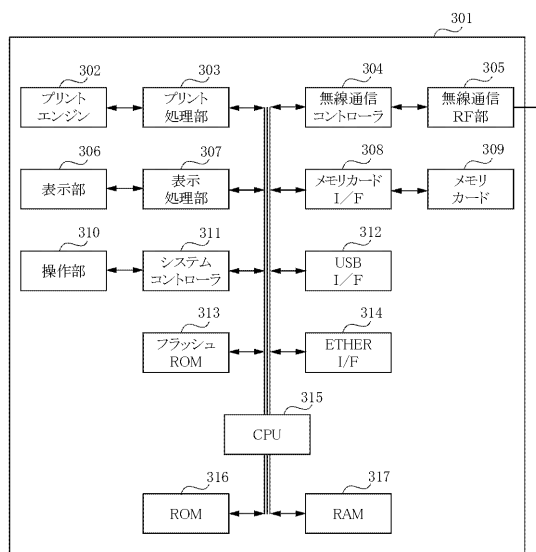 301
302
303
304
305
プリント
エンジン
プリント
処理部
無線通信
コントローラ
無線通信
RF部
306
307
308
309
表示部
表示
処理部
メモリカード
I/F
メモリ
カード
310
311
312
操作部
システム
コントローラ
USB
I/F
313
314
フラッシュ
ROM
ETHER
I/F
315
CPU
316
317
ROM
RAM